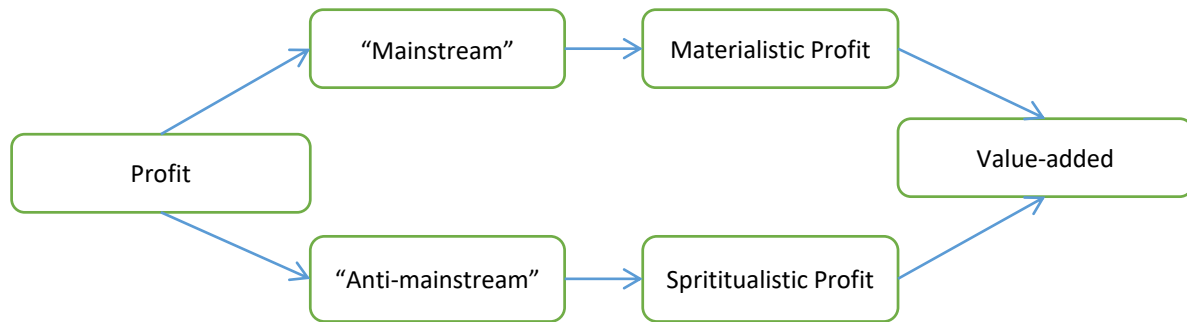 “Mainstream”
Materialistic Profit
Profit
Value-added
“Anti-mainstream”
Sprititualistic Profit